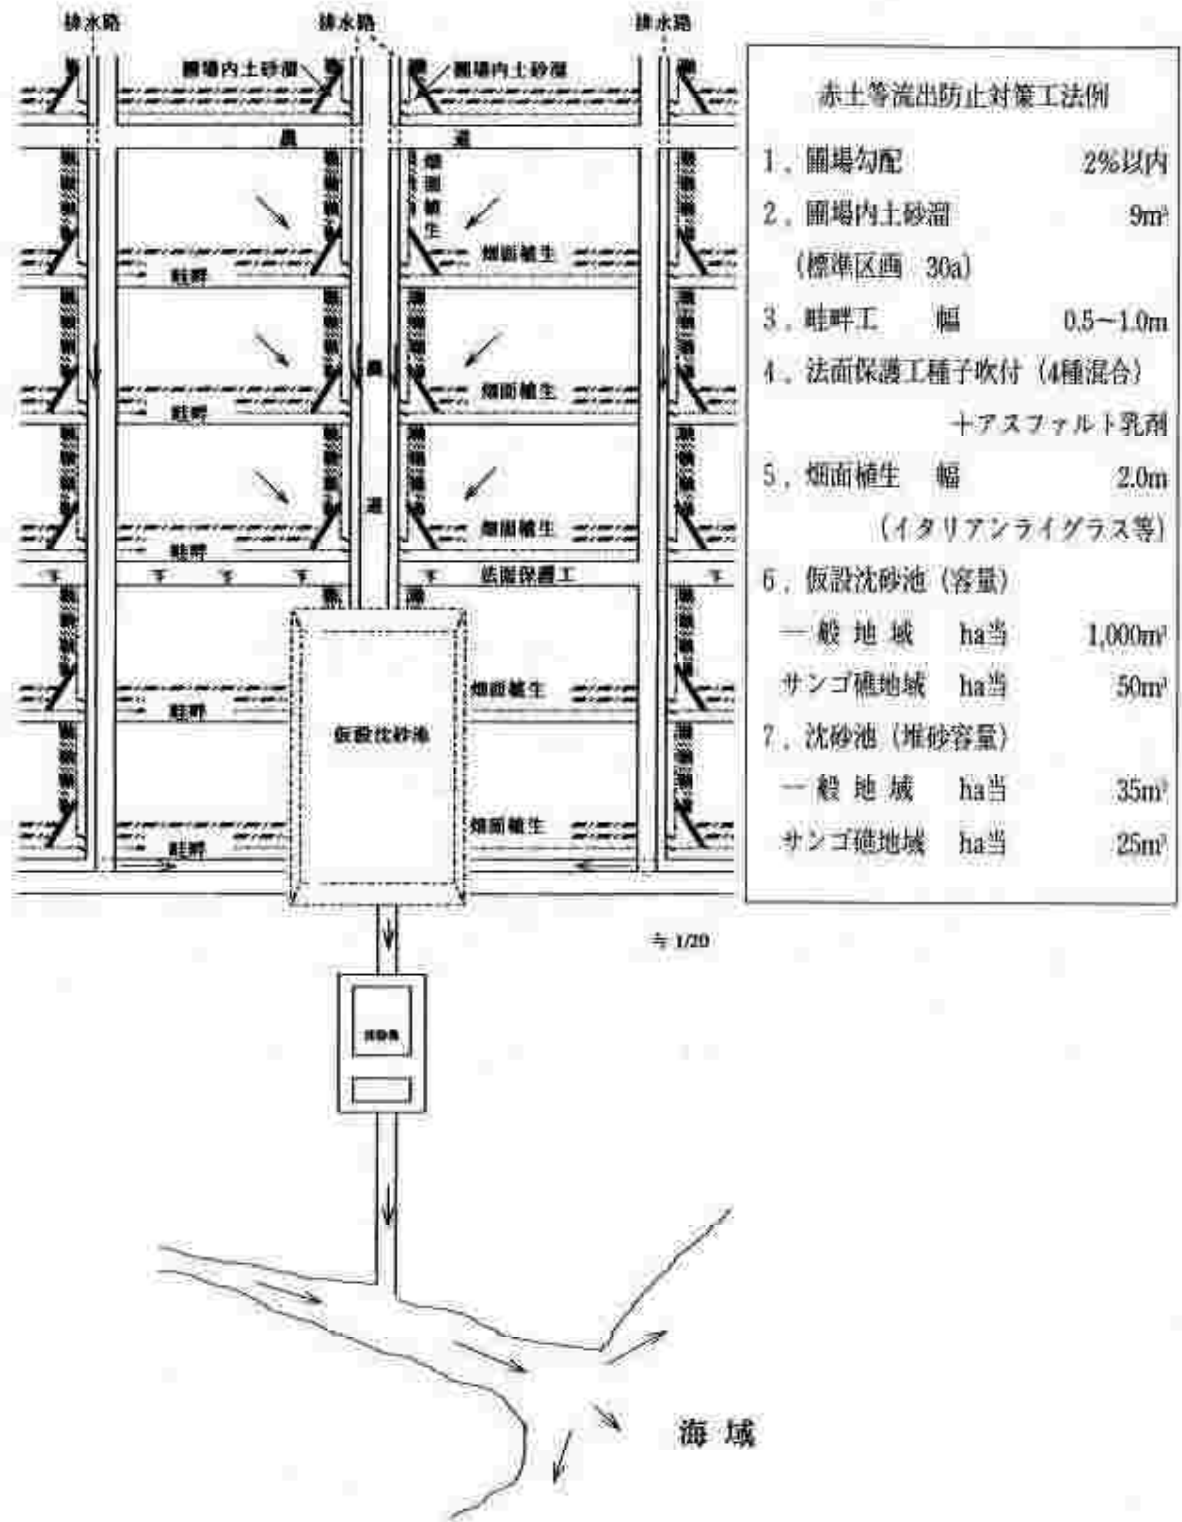 排水路
排水路
排水路
圃場内土砂溜
圃場内土砂溜
農
道
畑面植生
畑面植生
畦畔
農
畑面植生
畦畔
道
畑面植生
畦畔
法面保護工
畑面植生
畦畔
仮設沈砂池
畑面植生
畦畔
1/20
海域
赤土等流出防止対策工法例
1．圃場勾配 2%以内
2．圃場内土砂溜 9m³
(標準区画 30a)
3．畦畔工 幅 0.5〜1.0m
4．法面保護工種子吹付（4種混合）
＋アスファルト乳剤
5．畑面植生 幅 2.0m
（イタリアンライグラス等）
6．仮設沈砂池（容量）
一般地域 ha当 1,000m³
サンゴ礁地域 ha当 50m³
7．沈砂池（堆砂容量）
一般地域 ha当 35m³
サンゴ礁地域 ha当 25m³